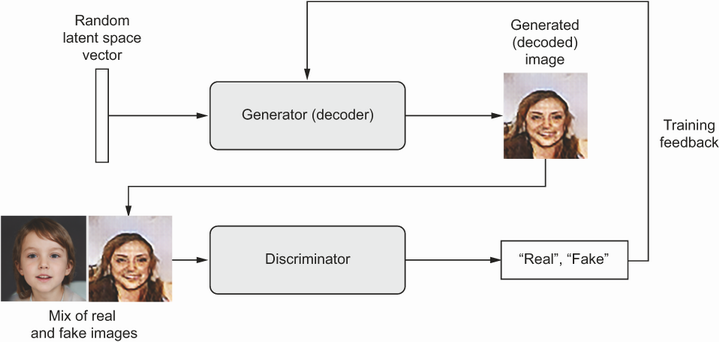 Random
latent space
vector
Generator (decoder)
Generated
(decoded)
image
Training
feedback
Mix of real
and fake images
Discriminator
“Real”, “Fake”